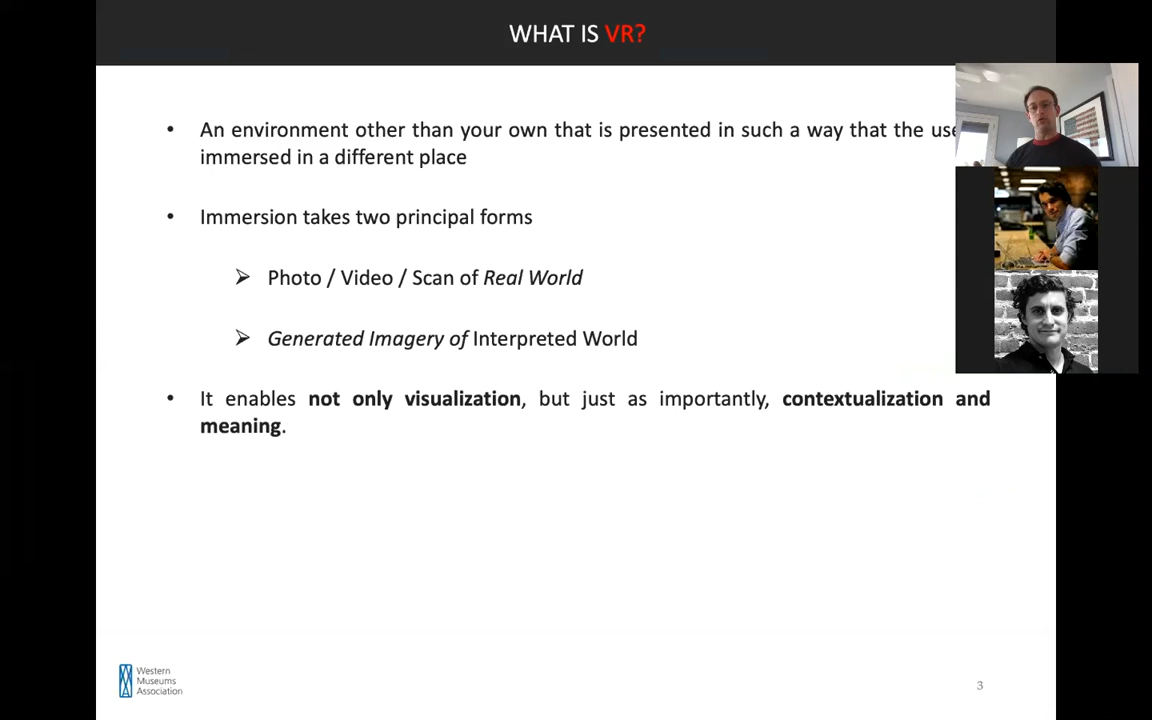 WHAT IS VR?
• An environment other than your own that is presented in such a way that the
immersed in a different place
• Immersion takes two principal forms
➢ Photo / Video / Scan of Real World
➢ Generated Imagery of Interpreted World
• It enables not only visualization, but just as importantly, contextualization and
meaning.
Western
Museums
Association
3